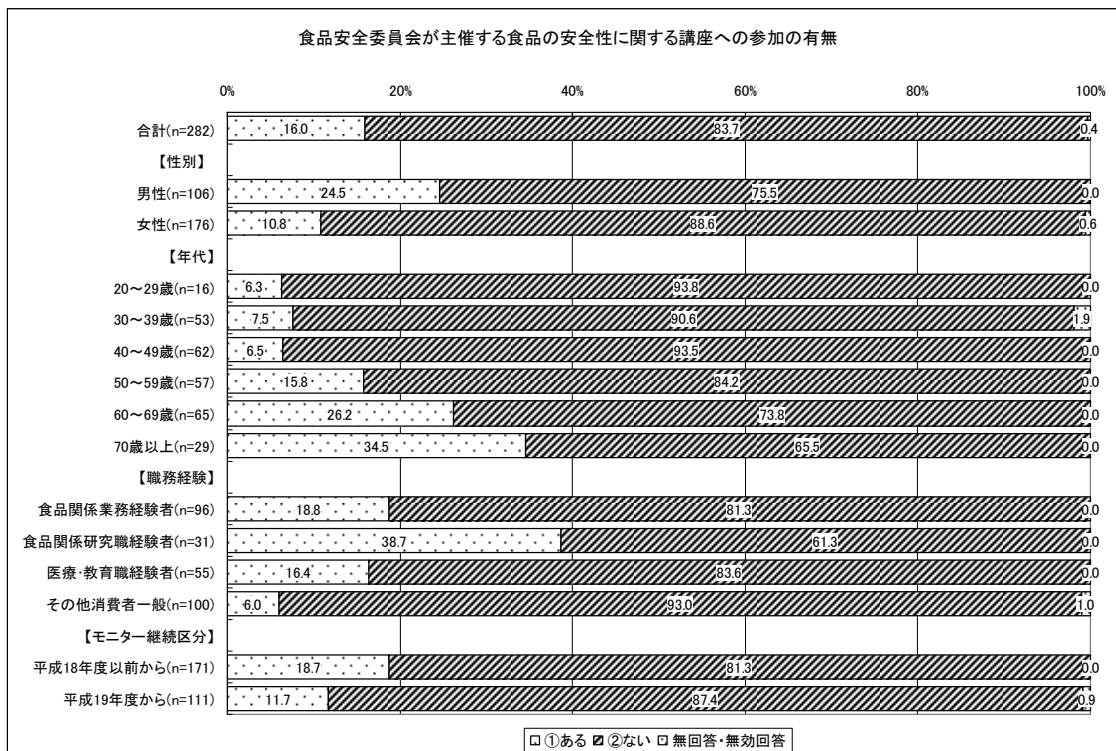 食品安全委員会が主催する食品の安全性に関する講座への参加の有無
0% 20% 40% 60% 80% 100%
合計(n=282) 16.0 83.7 0.4
【性別】
男性(n=106) 24.5 75.5 0.0
女性(n=176) 10.8 88.6 0.6
【年代】
20～29歳(n=16) 6.3 93.8 0.0
30～39歳(n=53) 7.5 90.6 1.9
40～49歳(n=62) 6.5 93.5 0.0
50～59歳(n=57) 15.8 84.2 0.0
60～69歳(n=65) 26.2 73.8 0.0
70歳以上(n=29) 34.5 65.5 0.0
【職務経験】
食品関係業務経験者(n=96) 18.8 81.3 0.0
食品関係研究職経験者(n=31) 38.7 61.3 0.0
医療・教育職経験者(n=55) 16.4 83.6 0.0
その他消費者一般(n=100) 6.0 93.0 1.0
【モニター継続区分】
平成18年度以前から(n=171) 18.7 81.3 0.0
平成19年度から(n=111) 11.7 87.4 0.9
①ある ②ない 無回答・無効回答